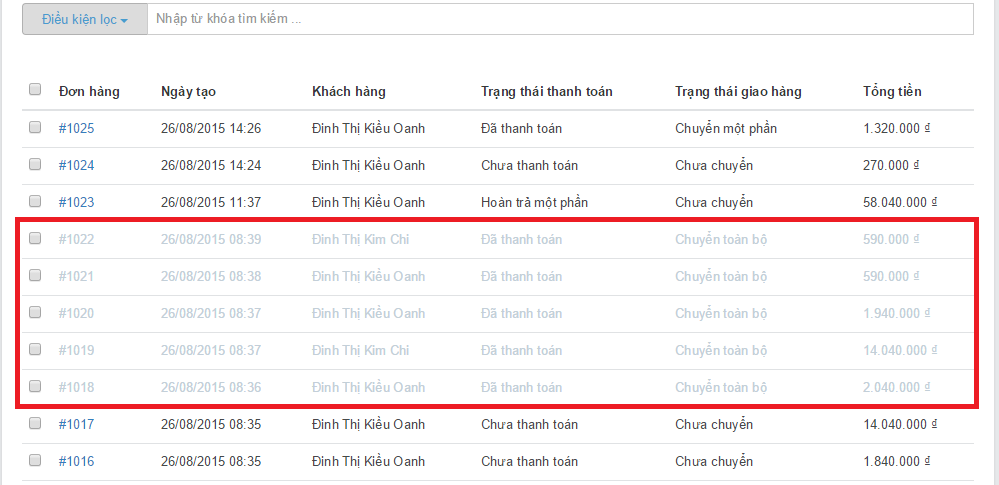 Điều kiện lọc Nhập từ khóa tìm kiếm ...
Đơn hàng Ngày tạo Khách hàng Trạng thái thanh toán Trạng thái giao hàng Tổng tiền
#1025 26/08/2015 14:26 Đinh Thị Kiều Oanh Đã thanh toán Chuyển một phần 1.320.000 ₫
#1024 26/08/2015 14:24 Đinh Thị Kiều Oanh Chưa thanh toán Chưa chuyển 270.000 ₫
#1023 26/08/2015 11:37 Đinh Thị Kiều Oanh Hoàn trả một phần Chưa chuyển 58.040.000 ₫
#1022 26/08/2015 08:39 Đinh Thị Kim Chi Đã thanh toán Chuyển toàn bộ 590.000 ₫
#1021 26/08/2015 08:38 Đinh Thị Kiều Oanh Đã thanh toán Chuyển toàn bộ 590.000 ₫
#1020 26/08/2015 08:37 Đinh Thị Kiều Oanh Đã thanh toán Chuyển toàn bộ 1.940.000 ₫
#1019 26/08/2015 08:37 Đinh Thị Kim Chi Đã thanh toán Chuyển toàn bộ 14.040.000 ₫
#1018 26/08/2015 08:36 Đinh Thị Kiều Oanh Đã thanh toán Chuyển toàn bộ 2.040.000 ₫
#1017 26/08/2015 08:35 Đinh Thị Kiều Oanh Chưa thanh toán Chưa chuyển 14.040.000 ₫
#1016 26/08/2015 08:35 Đinh Thị Kiều Oanh Chưa thanh toán Chưa chuyển 1.840.000 ₫